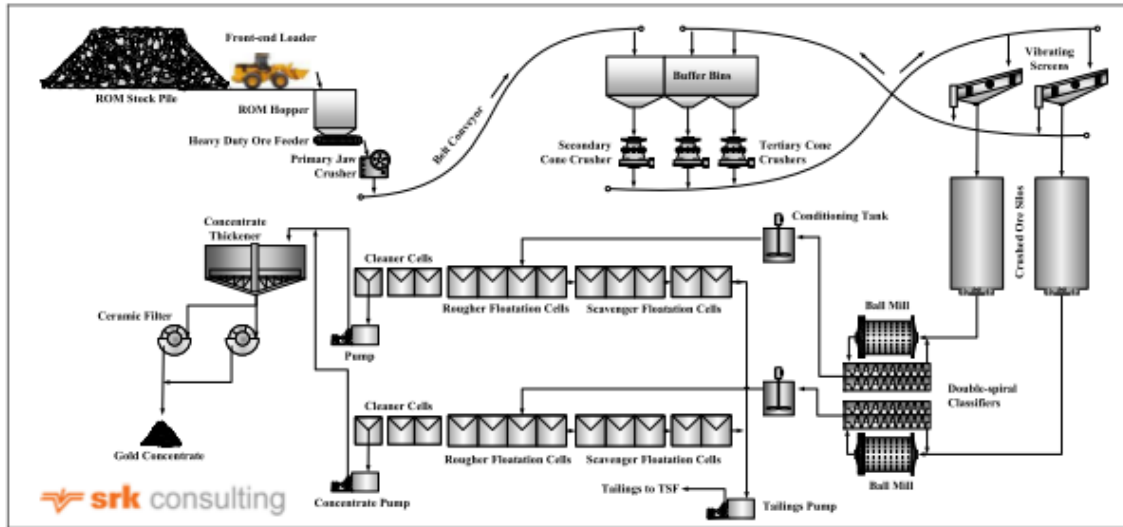 Front-end Loader
ROM Stock Pile
ROM Hopper
Heavy Duty Ore Feeder
Primary Jaw
Crusher
Belt Conveyor
Buffer Bins
Secondary
Cone Crusher
Tertiary Cone
Crushers
Vibrating
Screens
Crushed Ore Silos
Concentrate
Thickener
Ceramic Filter
Gold Concentrate
Cleaner Cells
Rougher Floatation Cells
Scavenger Floatation Cells
Conditioning Tank
Pump
Ball Mill
Double-spiral
Classifiers
Cleaner Cells
Rougher Floatation Cells
Scavenger Floatation Cells
Ball Mill
Concentrate Pump
Tailings to TSF
Tailings Pump
srk consulting